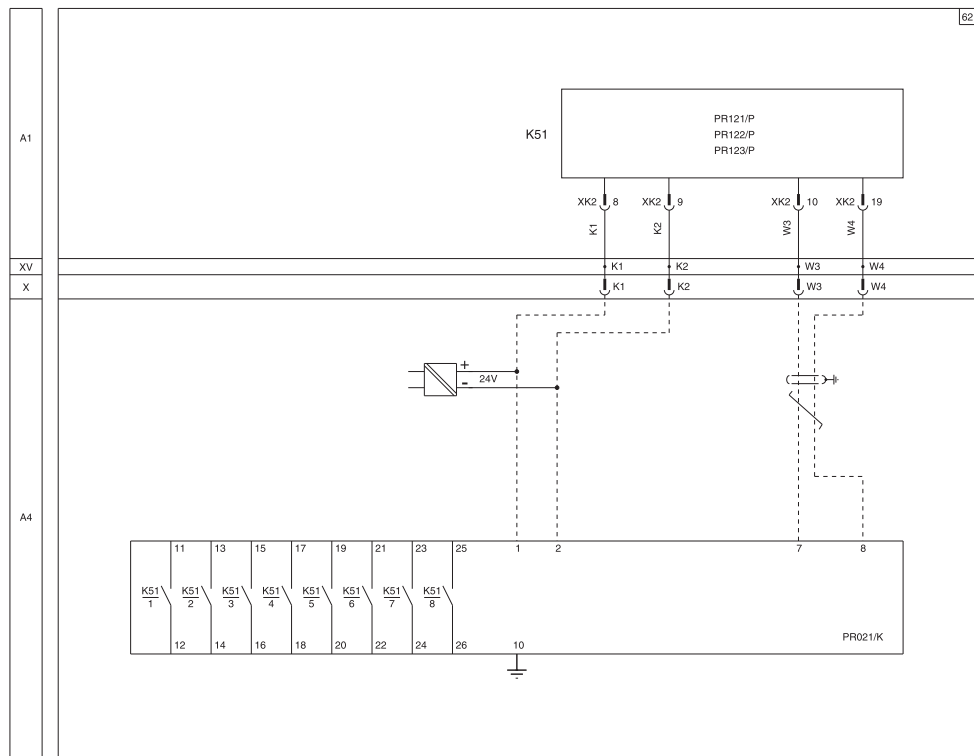 62
A1
K51
PR121/P
PR122/P
PR123/P
XK2 8 XK2 9 XK2 10 XK2 19
K1 K2 W3 W4
XV K1 K2 W3 W4
X K1 K2 W3 W4
+
24V
-
A4
11 13 15 17 19 21 23 25 1 2 7 8
K51 K51 K51 K51 K51 K51 K51 K51
1 2 3 4 5 6 7 8
PR021/K
12 14 16 18 20 22 24 26 10